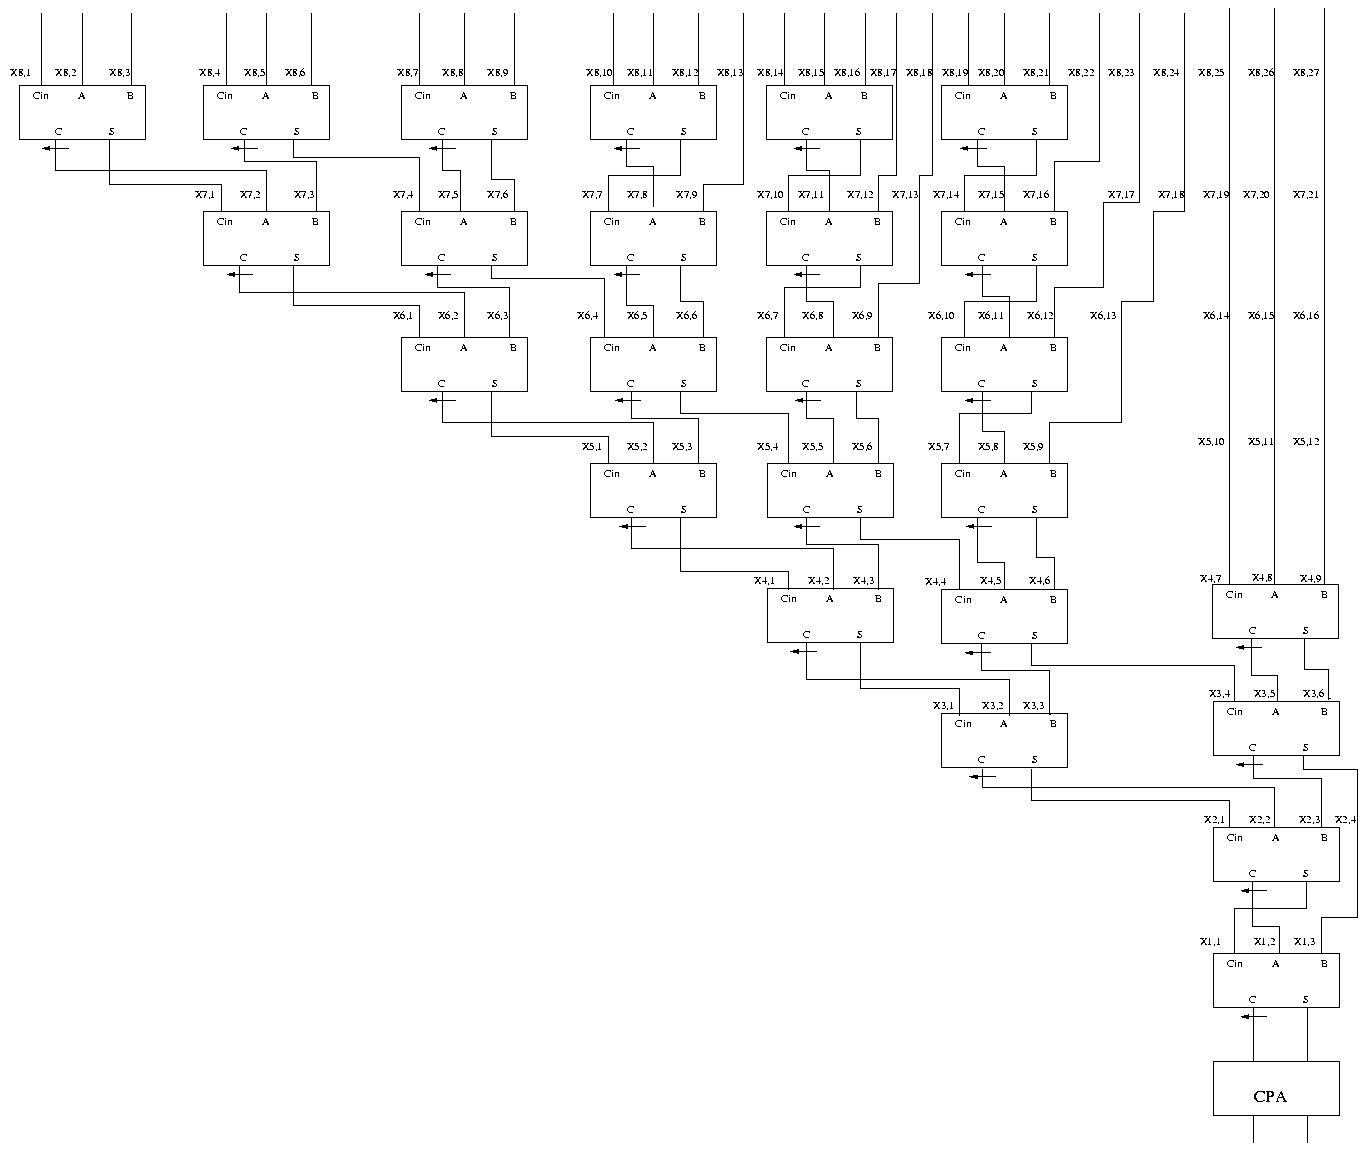 X8,1 X8,2 X8,3 X8,4 X8,5 X8,6 X8,7 X8,8 X8,9 X8,10 X8,11 X8,12 X8,13 X8,14 X8,15 X8,16 X8,17 X8,18 X8,19 X8,20 X8,21 X8,22 X8,23 X8,24 X8,25 X8,26 X8,27
Cin A B Cin A B Cin A B Cin A B Cin A B Cin A B
C S C S C S C S C S C S
X7,1 X7,2 X7,3 X7,4 X7,5 X7,6 X7,7 X7,8 X7,9 X7,10 X7,11 X7,12 X7,13 X7,14 X7,15 X7,16 X7,17 X7,18 X7,19 X7,20 X7,21
Cin A B Cin A B Cin A B Cin A B Cin A B
C S C S C S C S C S
X6,1 X6,2 X6,3 X6,4 X6,5 X6,6 X6,7 X6,8 X6,9 X6,10 X6,11 X6,12 X6,13 X6,14 X6,15 X6,16
Cin A B Cin A B Cin A B Cin A B
C S C S C S C S
X5,1 X5,2 X5,3 X5,4 X5,5 X5,6 X5,7 X5,8 X5,9 X5,10 X5,11 X5,12
Cin A B Cin A B Cin A B
C S C S C S
X4,1 X4,2 X4,3 X4,4 X4,5 X4,6 X4,7 X4,8 X4,9
Cin A B Cin A B Cin A B
C S C S C S
X3,1 X3,2 X3,3 X3,4 X3,5 X3,6
Cin A B Cin A B
C S C S
X2,1 X2,2 X2,3 X2,4
Cin A B
C S
X1,1 X1,2 X1,3
Cin A B
C S
CPA